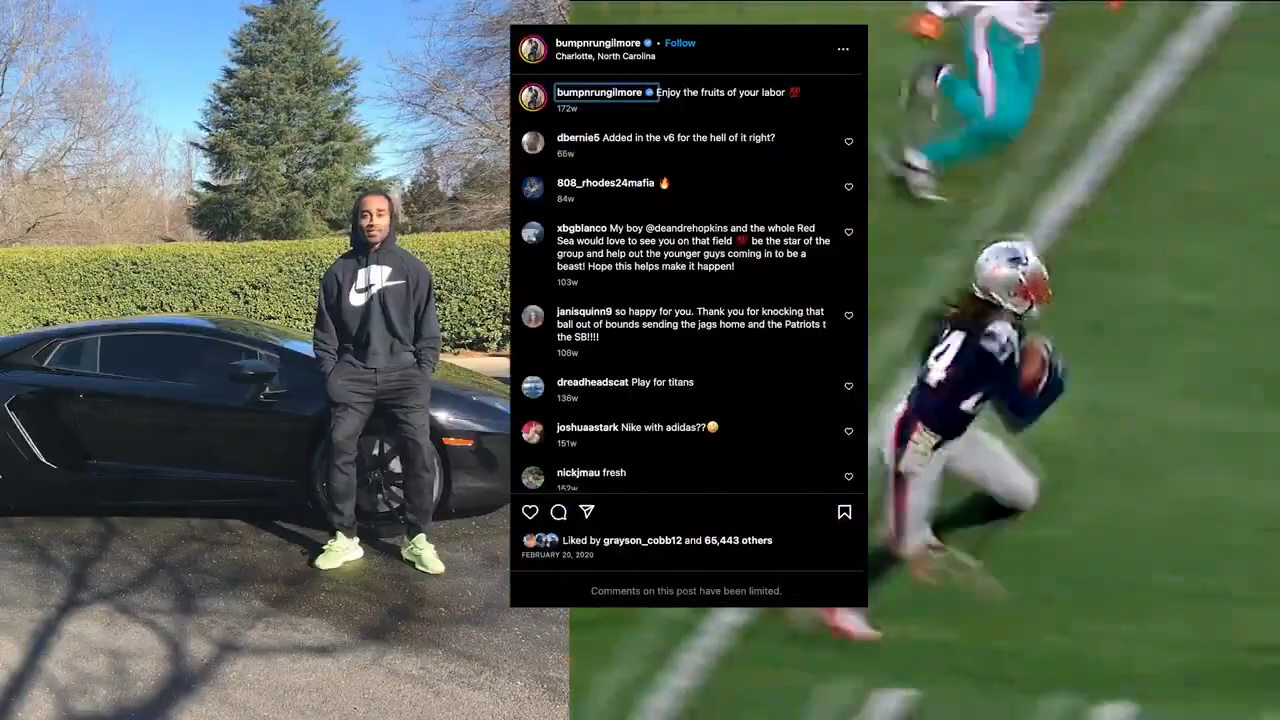 bumpnrungilmore • Follow
Charlotte, North Carolina
bumpnrungilmore Enjoy the fruits of your labor 💯
172w
dbernie5 Added in the v6 for the hell of it right?
65w
808_rhodes24mafia 🔥
84w
xbgblanco My boy @deandrehopkins and the whole Red
Sea would love to see you on that field 💯 be the star of the
group and help out the younger guys coming in to be a
beast! Hope this helps make it happen!
103w
janisquinn9 so happy for you. Thank you for knocking that
ball out of bounds sending the jags home and the Patriots t
the SB!!!!
108w
dreadheadscat Play for titans
136w
joshuaastark Nike with adidas??🤪
151w
nickjmau fresh
152w
Liked by grayson_cobb12 and 65,443 others
FEBRUARY 20, 2020
Comments on this post have been limited.